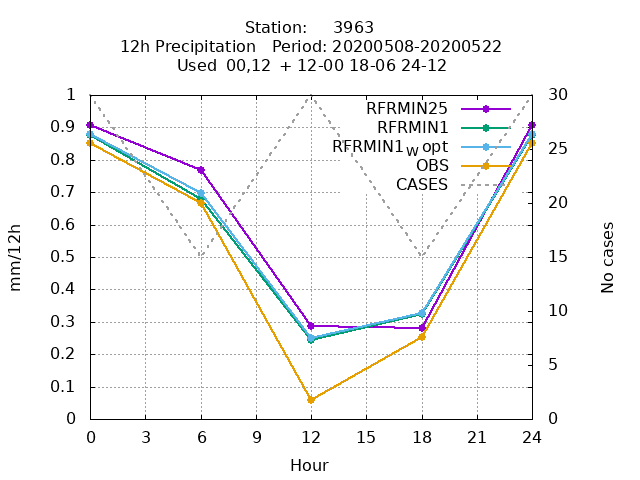 Station: 3963
12h Precipitation Period: 20200508-20200522
Used 00,12 + 12-00 18-06 24-12
1 30
RFRMIN25
0.9 RFRMIN1
RFRMIN1wopt 25
0.8 OBS
CASES
0.7
20
0.6
0.5 15
0.4
0.3 10
0.2
5
0.1
0 0
mm/12h
No cases
0 3 6 9 12 15 18 21 24
Hour